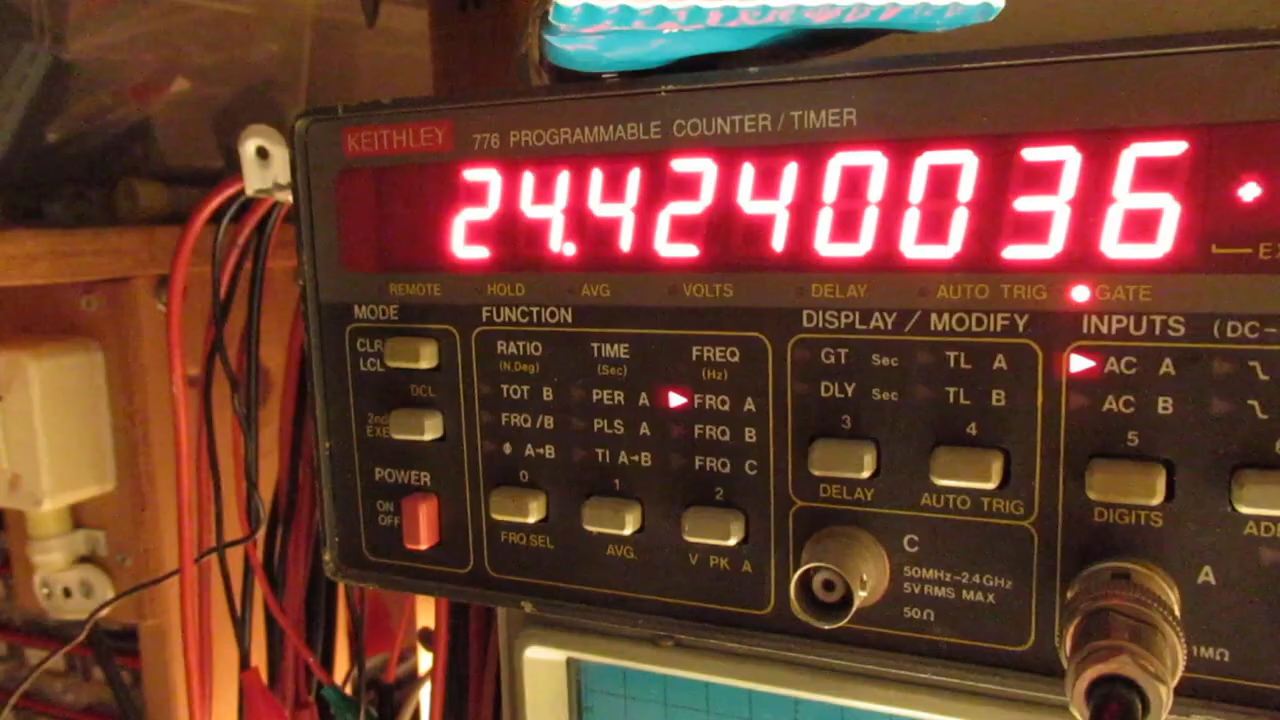 KEITHLEY 776 PROGRAMMABLE COUNTER / TIMER
24.4240036
REMOTE HOLD AVG VOLTS DELAY AUTO TRIG GATE
MODE FUNCTION DISPLAY / MODIFY INPUTS (DC-
CLR
LCL
DCL
2nd
EXE
POWER
ON
OFF
RATIO TIME FREQ
(N,Deg) (Sec) (Hz)
TOT B PER A FRQ A
FRQ/B PLS A FRQ B
Φ A→B TI A→B FRQ C
0 1 2
FRQ SEL AVG. V PK A
GT Sec TL A
DLY Sec TL B
3 4
DELAY AUTO TRIG
AC A
AC B
5
DIGITS
C
50MHz-2.4GHz
5VRMS MAX
50Ω
A
1MΩ